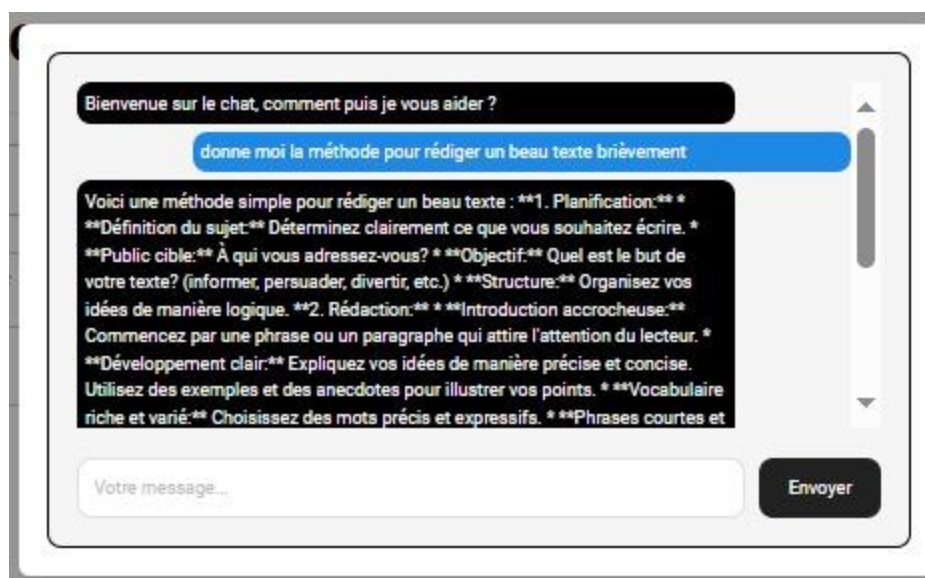 Bienvenue sur le chat, comment puis je vous aider ?
donne moi la méthode pour rédiger un beau texte brièvement
Voici une méthode simple pour rédiger un beau texte : **1. Planification:** *
**Définition du sujet:** Déterminez clairement ce que vous souhaitez écrire. *
**Public cible:** À qui vous adressez-vous? * **Objectif:** Quel est le but de
votre texte? (informer, persuader, divertir, etc.) * **Structure:** Organisez vos
idées de manière logique. **2. Rédaction:** * **Introduction accrocheuse:**
Commencez par une phrase ou un paragraphe qui attire l'attention du lecteur. *
**Développement clair:** Expliquez vos idées de manière précise et concise.
Utilisez des exemples et des anecdotes pour illustrer vos points. * **Vocabulaire
riche et varié:** Choisissez des mots précis et expressifs. * **Phrases courtes et
Votre message...
Envoyer